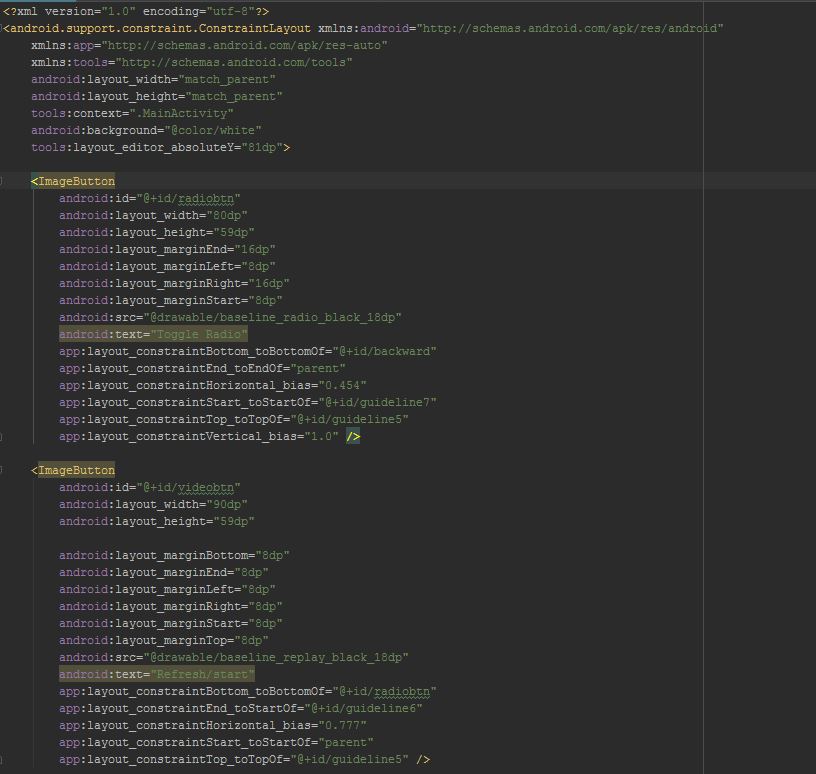 <?xml version="1.0" encoding="utf-8"?>
<android.support.constraint.ConstraintLayout xmlns:android="http://schemas.android.com/apk/res/android"
xmlns:app="http://schemas.android.com/apk/res-auto"
xmlns:tools="http://schemas.android.com/tools"
android:layout_width="match_parent"
android:layout_height="match_parent"
tools:context=".MainActivity"
android:background="@color/white"
tools:layout_editor_absoluteY="81dp">
<ImageButton
android:id="@+id/radiobtn"
android:layout_width="80dp"
android:layout_height="59dp"
android:layout_marginEnd="16dp"
android:layout_marginLeft="8dp"
android:layout_marginRight="16dp"
android:layout_marginStart="8dp"
android:src="@drawable/baseline_radio_black_18dp"
android:text="Toggle Radio"
app:layout_constraintBottom_toBottomOf="@+id/backward"
app:layout_constraintEnd_toEndOf="parent"
app:layout_constraintHorizontal_bias="0.454"
app:layout_constraintStart_toStartOf="@+id/guideline7"
app:layout_constraintTop_toTopOf="@+id/guideline5"
app:layout_constraintVertical_bias="1.0" />
<ImageButton
android:id="@+id/videobtn"
android:layout_width="90dp"
android:layout_height="59dp"
android:layout_marginBottom="8dp"
android:layout_marginEnd="8dp"
android:layout_marginLeft="8dp"
android:layout_marginRight="8dp"
android:layout_marginStart="8dp"
android:layout_marginTop="8dp"
android:src="@drawable/baseline_replay_black_18dp"
android:text="Refresh/start"
app:layout_constraintBottom_toBottomOf="@+id/radiobtn"
app:layout_constraintEnd_toStartOf="@+id/guideline6"
app:layout_constraintHorizontal_bias="0.777"
app:layout_constraintStart_toStartOf="parent"
app:layout_constraintTop_toTopOf="@+id/guideline5" />